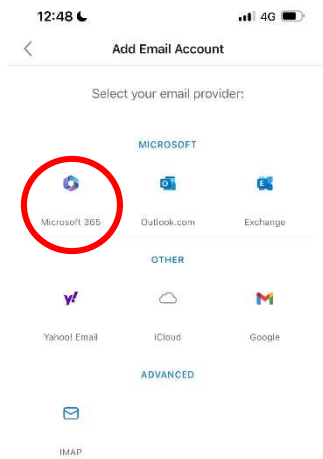 12:48 4G
Add Email Account
Select your email provider:
MICROSOFT
Microsoft 365 Outlook.com Exchange
OTHER
Yahoo! Email iCloud Google
ADVANCED
IMAP